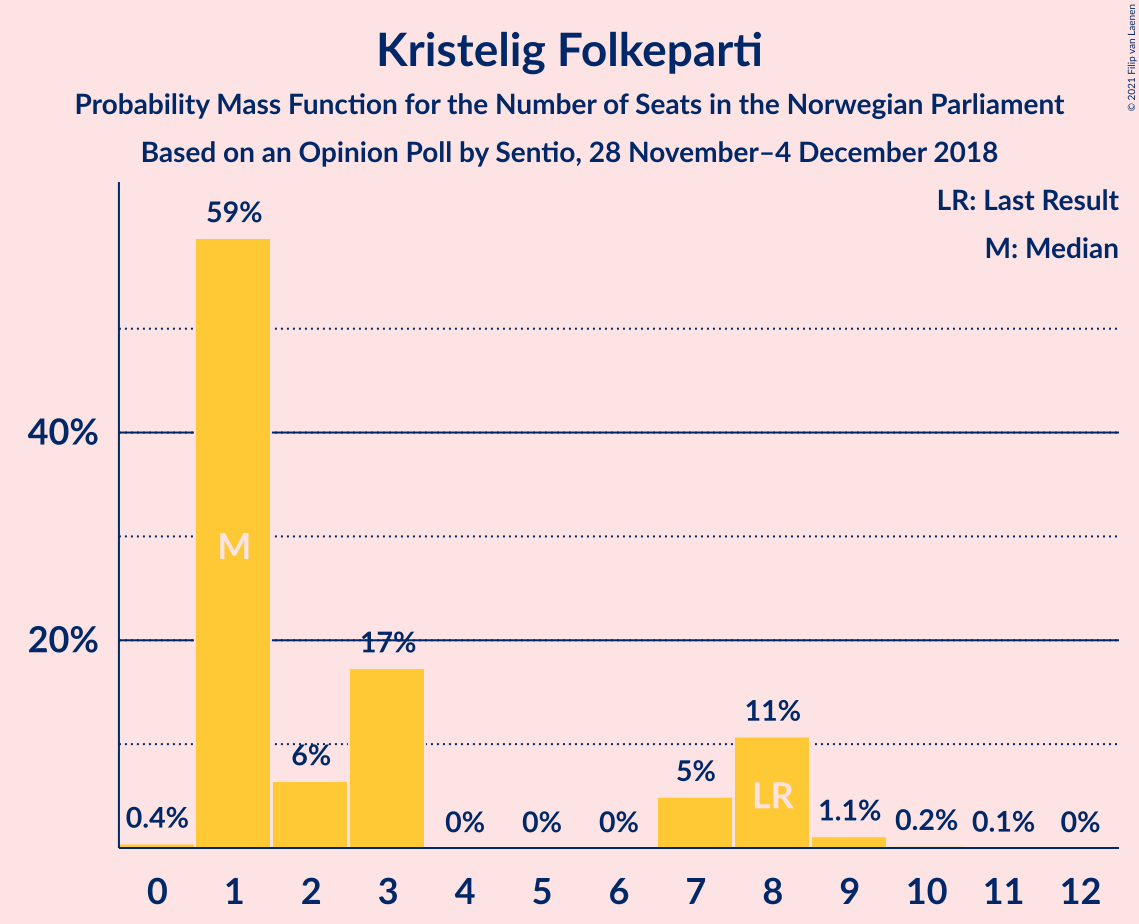 © 2021 Filip van Laenen
Kristelig Folkeparti
Probability Mass Function for the Number of Seats in the Norwegian Parliament
Based on an Opinion Poll by Sentio, 28 November–4 December 2018
LR: Last Result
M: Median
59%
40%
M
20%
17%
11%
6%
5%
LR
0.4%
0%
0%
0%
1.1%
0.2%
0.1%
0%
0 1 2 3 4 5 6 7 8 9 10 11 12